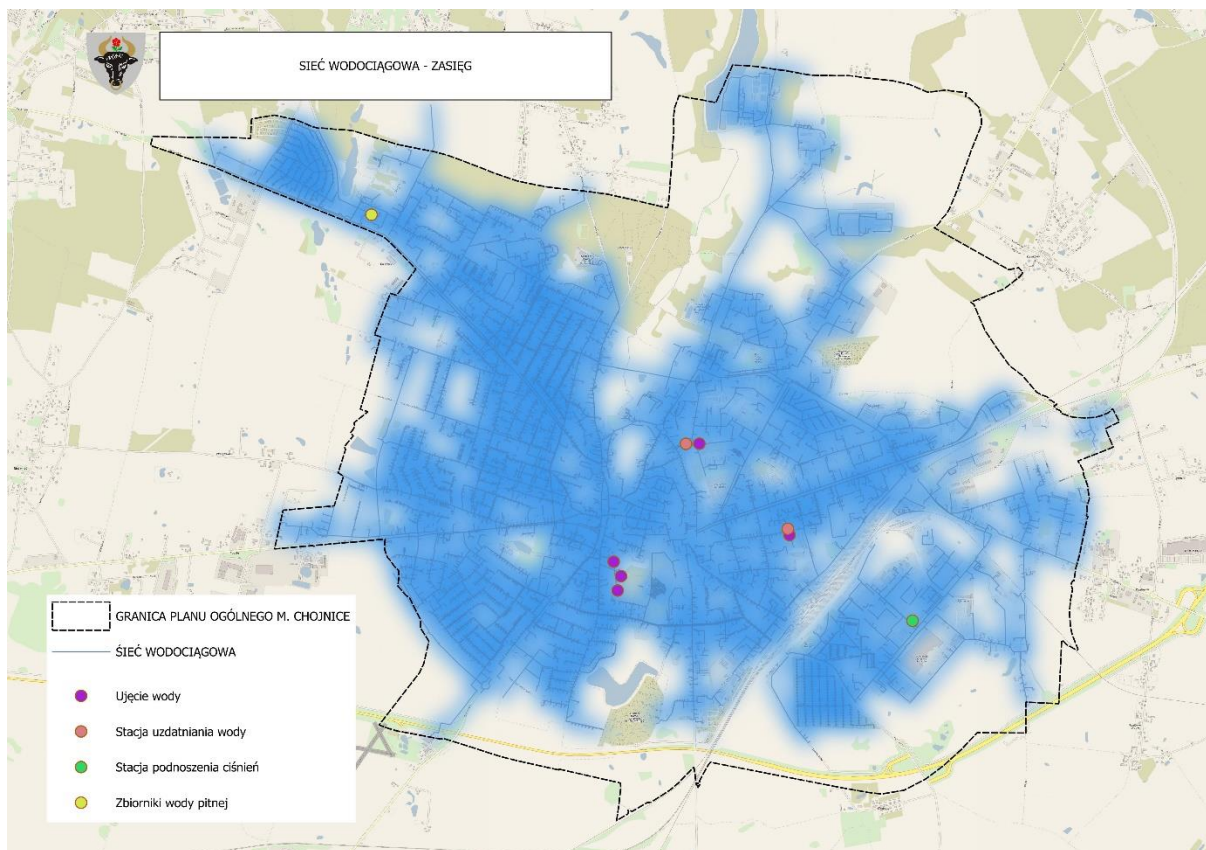 SIEĆ WODOCIĄGOWA - ZASIĘG
GRANICA PLANU OGÓLNEGO M. CHOJNICE
SIEĆ WODOCIĄGOWA
Ujęcie wody
Stacja uzdatniania wody
Stacja podnoszenia ciśnień
Zbiorniki wody pitnej